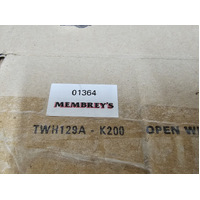 01364
MEMBREY'S
TWH129A - K200 OPEN